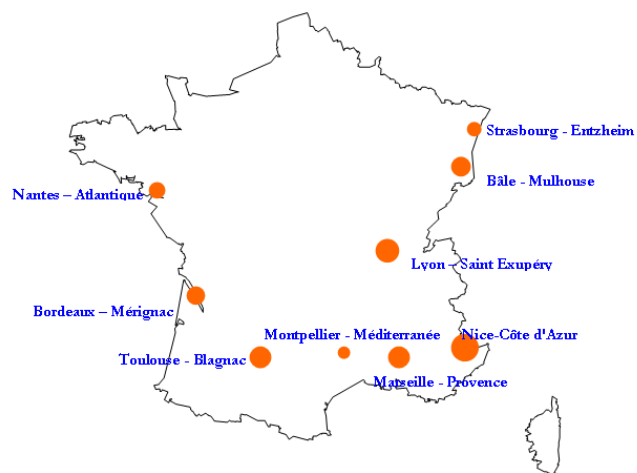 Strasbourg - Entzheim
Bâle - Mulhouse
Nantes – Atlantique
Lyon – Saint Exupéry
Bordeaux – Mérignac
Montpellier - Méditerranée
Nice-Côte d'Azur
Toulouse - Blagnac
Marseille - Provence